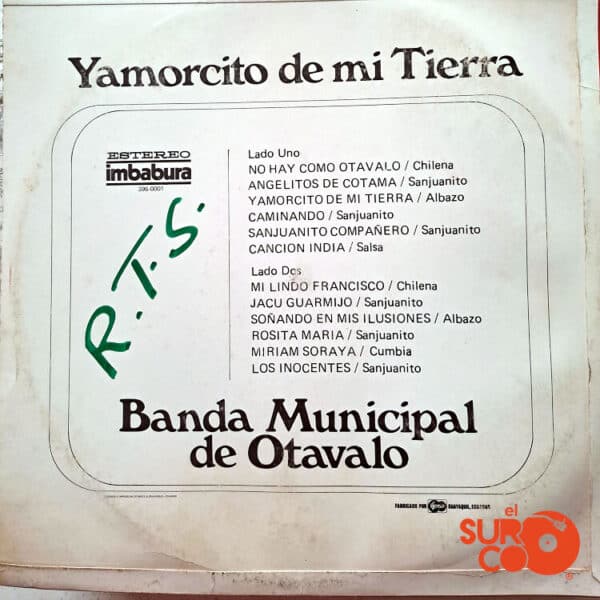 Yamorcito de mi Tierra
ESTEREO
imbabura
396-0001
R.T.S.
Lado Uno
NO HAY COMO OTAVALO / Chilena
ANGELITOS DE COTAMA / Sanjuanito
YAMORCITO DE MI TIERRA / Albazo
CAMINANDO / Sanjuanito
SANJUANITO COMPAÑERO / Sanjuanito
CANCION INDIA / Salsa
Lado Dos
MI LINDO FRANCISCO / Chilena
JACU GUARMIJO / Sanjuanito
SOÑANDO EN MIS ILUSIONES / Albazo
ROSITA MARIA / Sanjuanito
MIRIAM SORAYA / Cumbia
LOS INOCENTES / Sanjuanito
Banda Municipal
de Otavalo
FABRICADO POR GUAYAQUIL, ECUADOR
el
SURCO